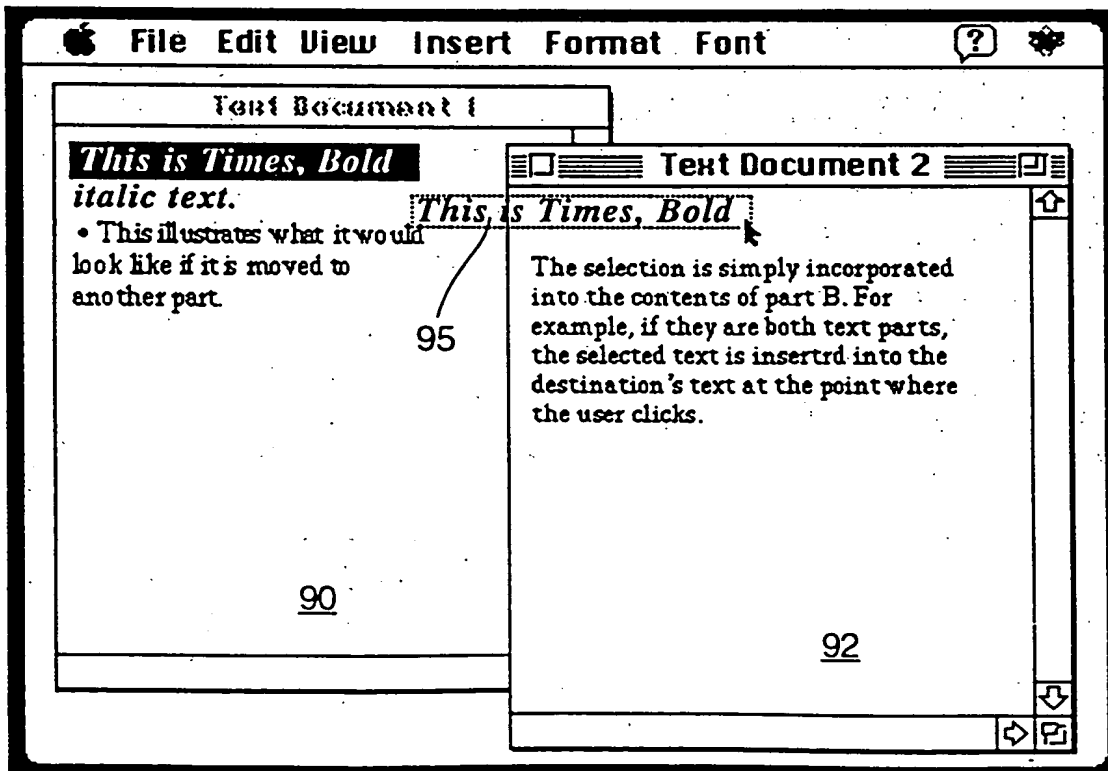 File Edit View Insert Format Font ?
Text Document 1
This is Times, Bold
italic text.
• This illustrates what it would
look like if it's moved to
another part.
90
95
Text Document 2
This is Times, Bold
The selection is simply incorporated
into the contents of part B. For
example, if they are both text parts,
the selected text is insertrd into the
destination's text at the point where
the user clicks.
92